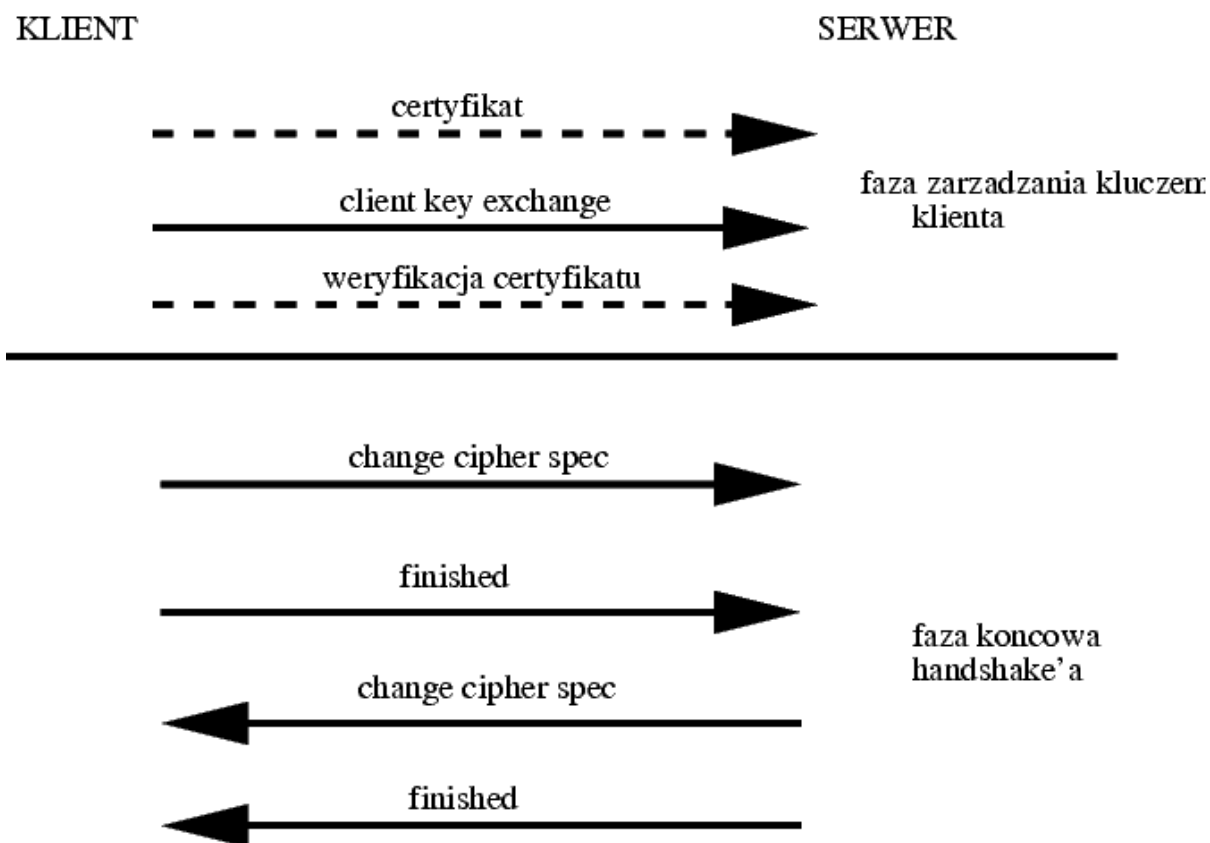 KLIENT
SERWER
certyfikat
client key exchange
faza zarzadzania kluczem
klienta
weryfikacja certyfikatu
change cipher spec
finished
faza koncowa
handshake'a
change cipher spec
finished